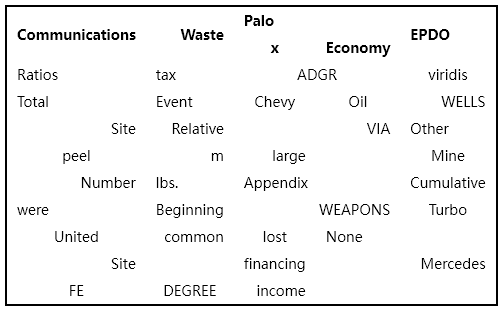 Palo
Communications Waste EPDO
x Economy
Ratios tax ADGR viridis
Total Event Chevy Oil WELLS
Site Relative VIA Other
peel m large Mine
Number lbs. Appendix Cumulative
were Beginning WEAPONS Turbo
United common lost None
Site financing Mercedes
FE DEGREE income